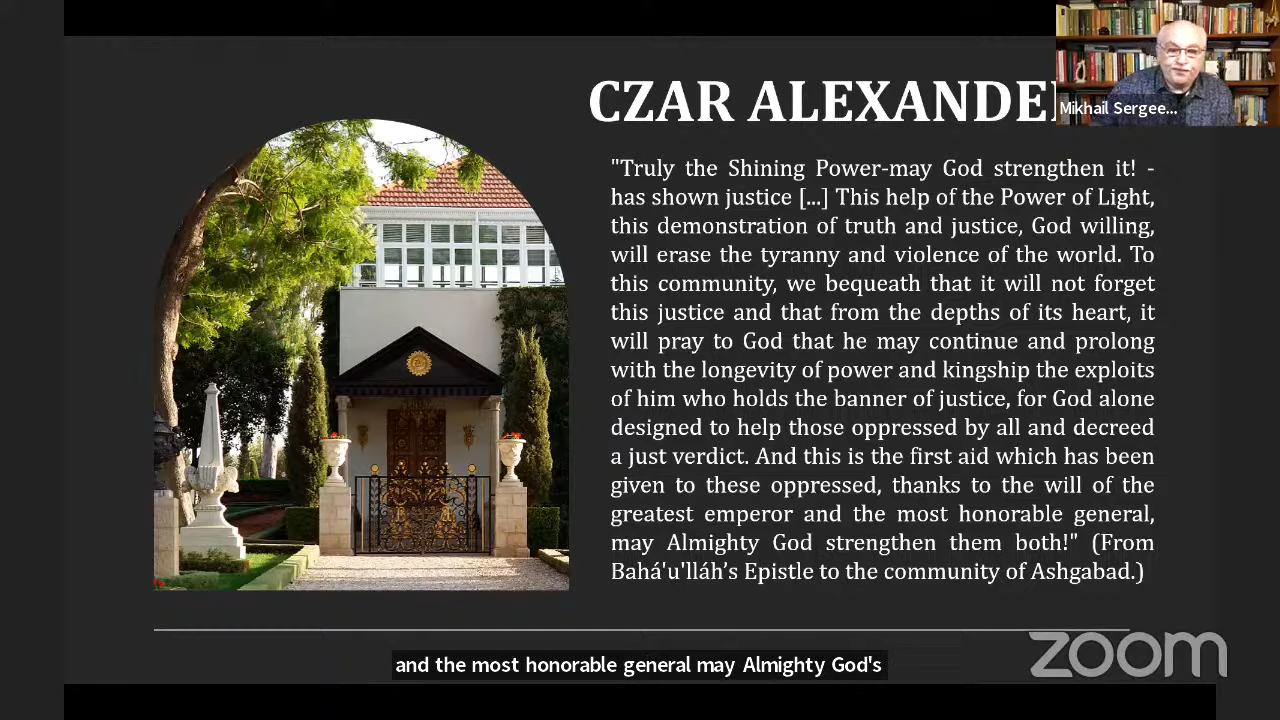 CZAR ALEXANDE
Mikhail Sergee...
"Truly the Shining Power-may God strengthen it! -
has shown justice [...] This help of the Power of Light,
this demonstration of truth and justice, God willing,
will erase the tyranny and violence of the world. To
this community, we bequeath that it will not forget
this justice and that from the depths of its heart, it
will pray to God that he may continue and prolong
with the longevity of power and kingship the exploits
of him who holds the banner of justice, for God alone
designed to help those oppressed by all and decreed
a just verdict. And this is the first aid which has been
given to these oppressed, thanks to the will of the
greatest emperor and the most honorable general,
may Almighty God strengthen them both!" (From
Bahá'u'lláh’s Epistle to the community of Ashgabad.)
zoom
and the most honorable general may Almighty God's